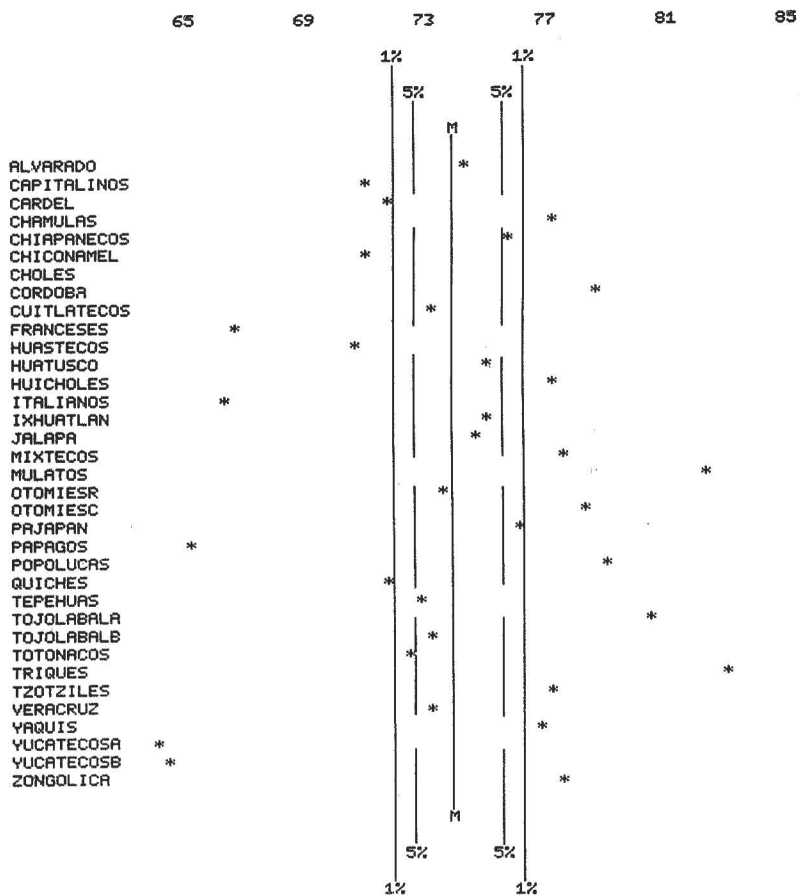 65 69 73 77 81 85
1% 1%
5% 5%
M
ALVARADO *
CAPITALINOS *
CARDEL *
CHAMULAS *
CHIAPANECOS *
CHICONAMEL *
CHOLES
CORDOBA *
CUITLATECOS *
FRANCESES *
HUASTECOS *
HUATUSCO *
HUICHOLES *
ITALIANOS *
IXHUATLAN *
JALAPA *
MIXTECOS *
MULATOS *
OTOMIESR *
OTOMIESC *
PAJAPAN *
PAPAGOS *
POPOLUCAS *
QUICHES *
TEPEHUAS *
TOJOLABALA *
TOJOLABALB *
TOTONACOS *
TRIQUES *
TZOTZILES *
VERACRUZ *
YAQUIS *
YUCATECOSA *
YUCATECOSB *
ZONGOLICA *
M
5% 5%
1% 1%